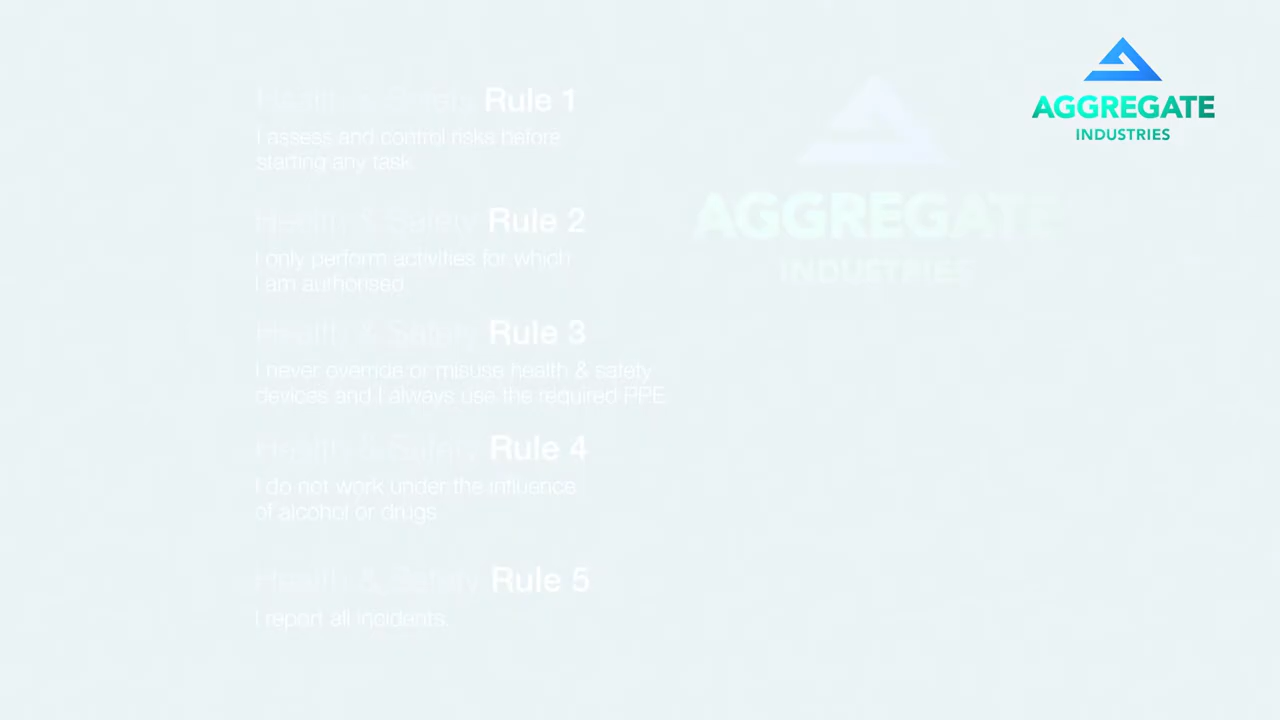 Health & Safety Rule 1
I assess and control risks before
starting any task
Health & Safety Rule 2
I only perform activities for which
I am authorised
Health & Safety Rule 3
I never override or misuse health & safety
devices and I always use the required PPE
Health & Safety Rule 4
I do not work under the influence
of alcohol or drugs
Health & Safety Rule 5
I report all incidents.
AGGREGATE
INDUSTRIES
AGGREGATE
INDUSTRIES